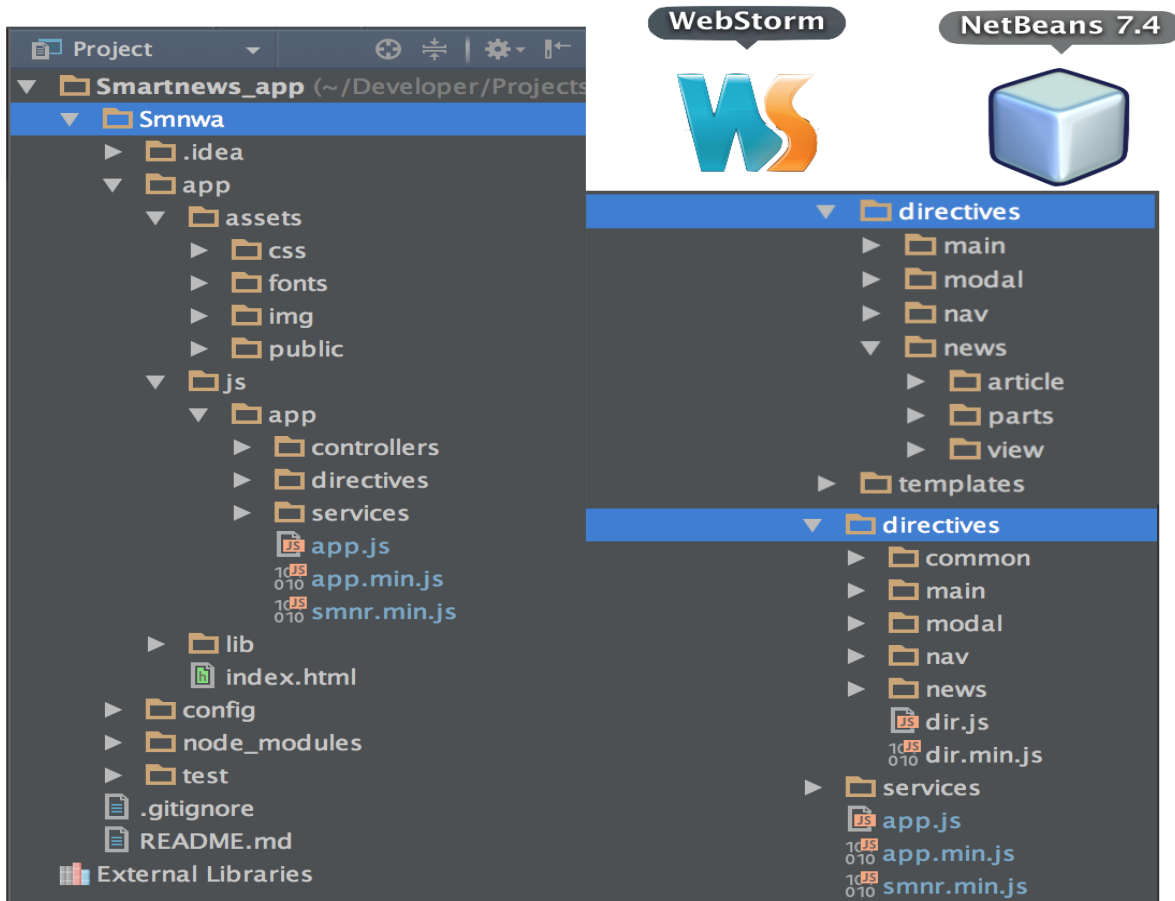 Project
Smartnews_app (~/Developer/Projects
Smnwa
.idea
app
assets
css
fonts
img
public
js
app
controllers
directives
services
app.js
app.min.js
smnr.min.js
lib
index.html
config
node_modules
test
.gitignore
README.md
External Libraries
WebStorm
NetBeans 7.4
WS
directives
main
modal
nav
news
article
parts
view
templates
directives
common
main
modal
nav
news
dir.js
dir.min.js
services
app.js
app.min.js
smnr.min.js